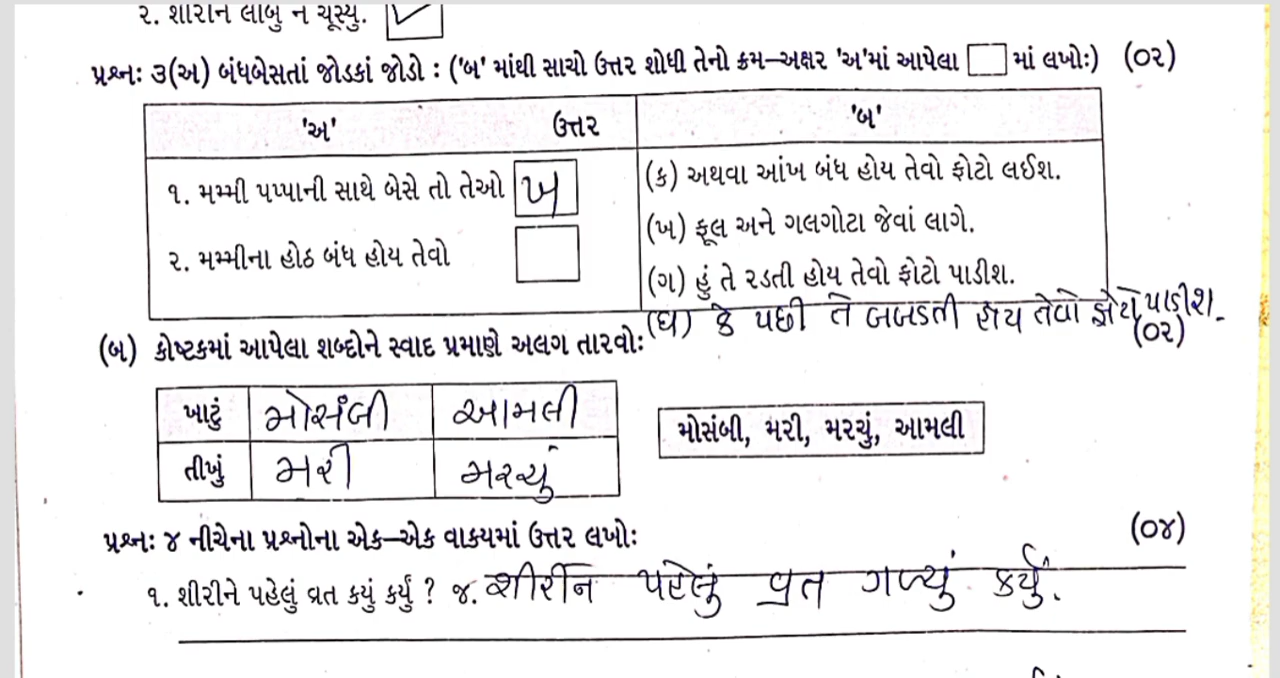 ૨. શીરીને લીંબુ ન ચૂસ્યું.
પ્રશ્ન: ૩(અ) બંધબેસતાં જોડકાં જોડો : ('બ' માંથી સાચો ઉત્તર શોધી તેનો ક્રમ–અક્ષર 'અ'માં આપેલા માં લખો:) (૦૨)
'અ' ઉત્તર 'બ'
૧. મમ્મી પપ્પાની સાથે બેસે તો તેઓ ખ (ક) અથવા આંખ બંધ હોય તેવો ફોટો લઈશ.
(ખ) ફૂલ અને ગલગોટા જેવાં લાગે.
૨. મમ્મીના હોઠ બંધ હોય તેવો
(ગ) હું તે રડતી હોય તેવો ફોટો પાડીશ.
(ઘ) કે પછી તે બબડતી હોય તેવો ફોટો પાડીશ.
(બ) કોષ્ટકમાં આપેલા શબ્દોને સ્વાદ પ્રમાણે અલગ તારવો: (૦૨)
ખાટું મોસંબી આમલી
મોસંબી, મરી, મરચું, આમલી
તીખું મરી મરચું
પ્રશ્ન: ૪ નીચેના પ્રશ્નોના એક–એક વાક્યમાં ઉત્તર લખો: (૦૪)
૧. શીરીને પહેલું વ્રત કયું કર્યું ? જ. શીરીને પહેલું વ્રત ગળ્યું કર્યું.